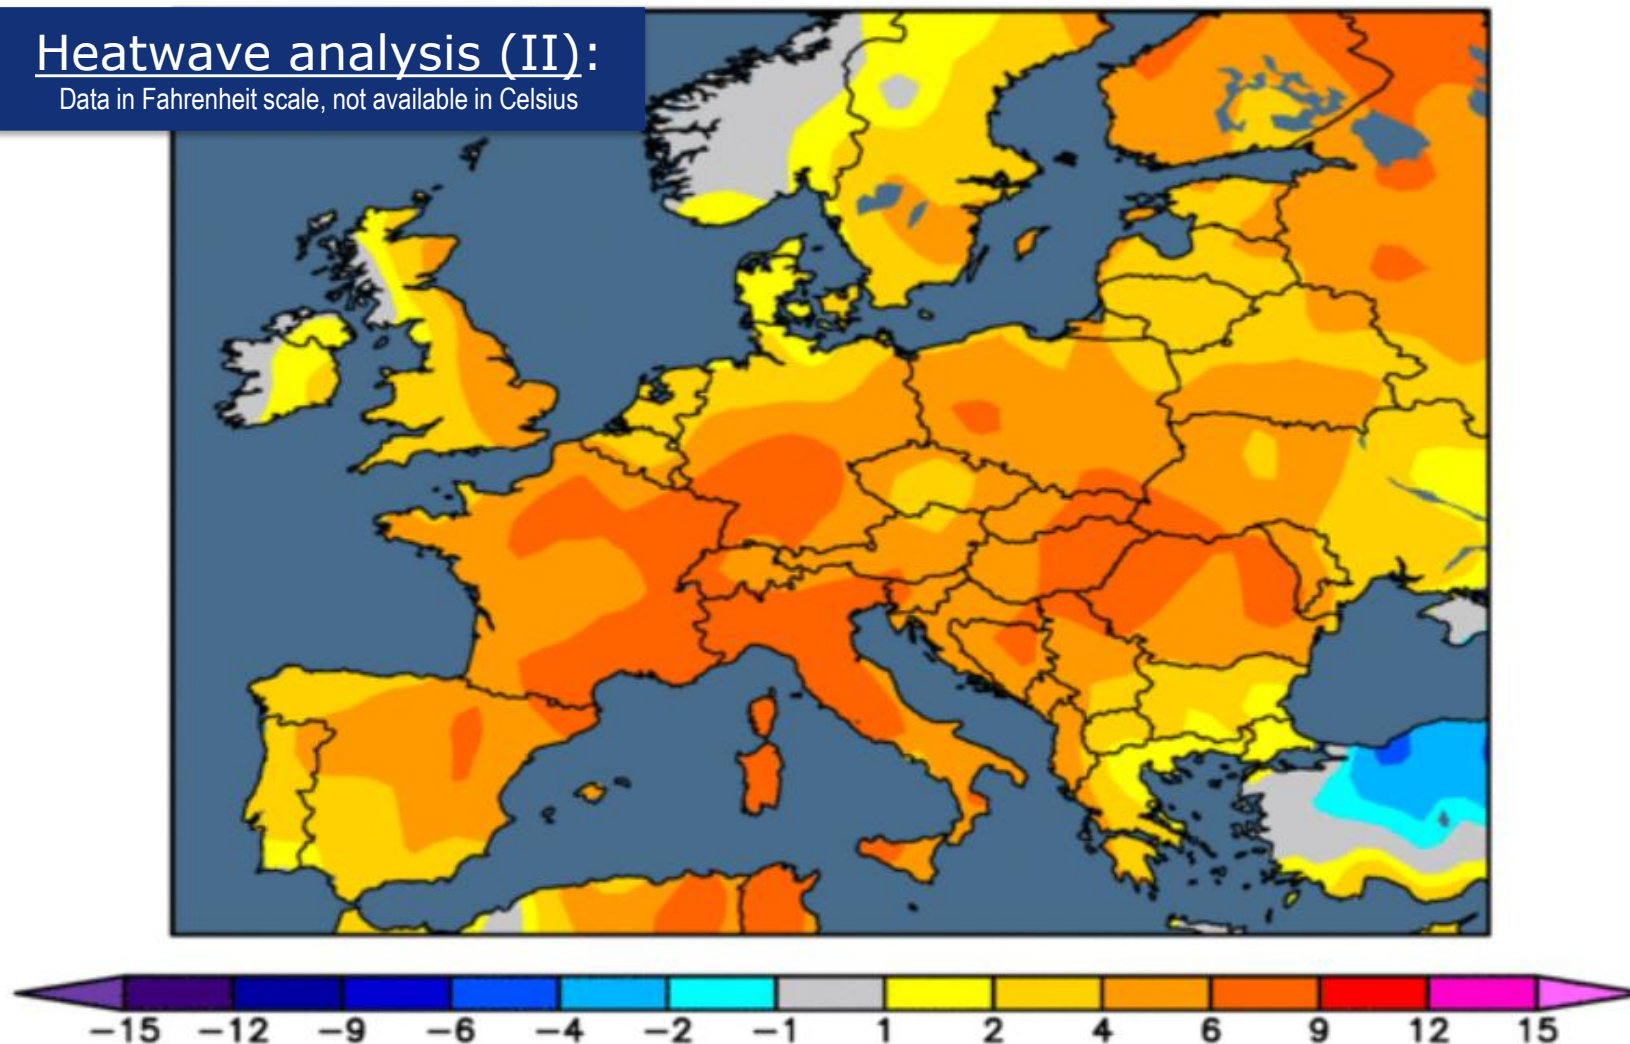 Heatwave analysis (II):
Data in Fahrenheit scale, not available in Celsius
−15 −12 −9 −6 −4 −2 −1 1 2 4 6 9 12 15